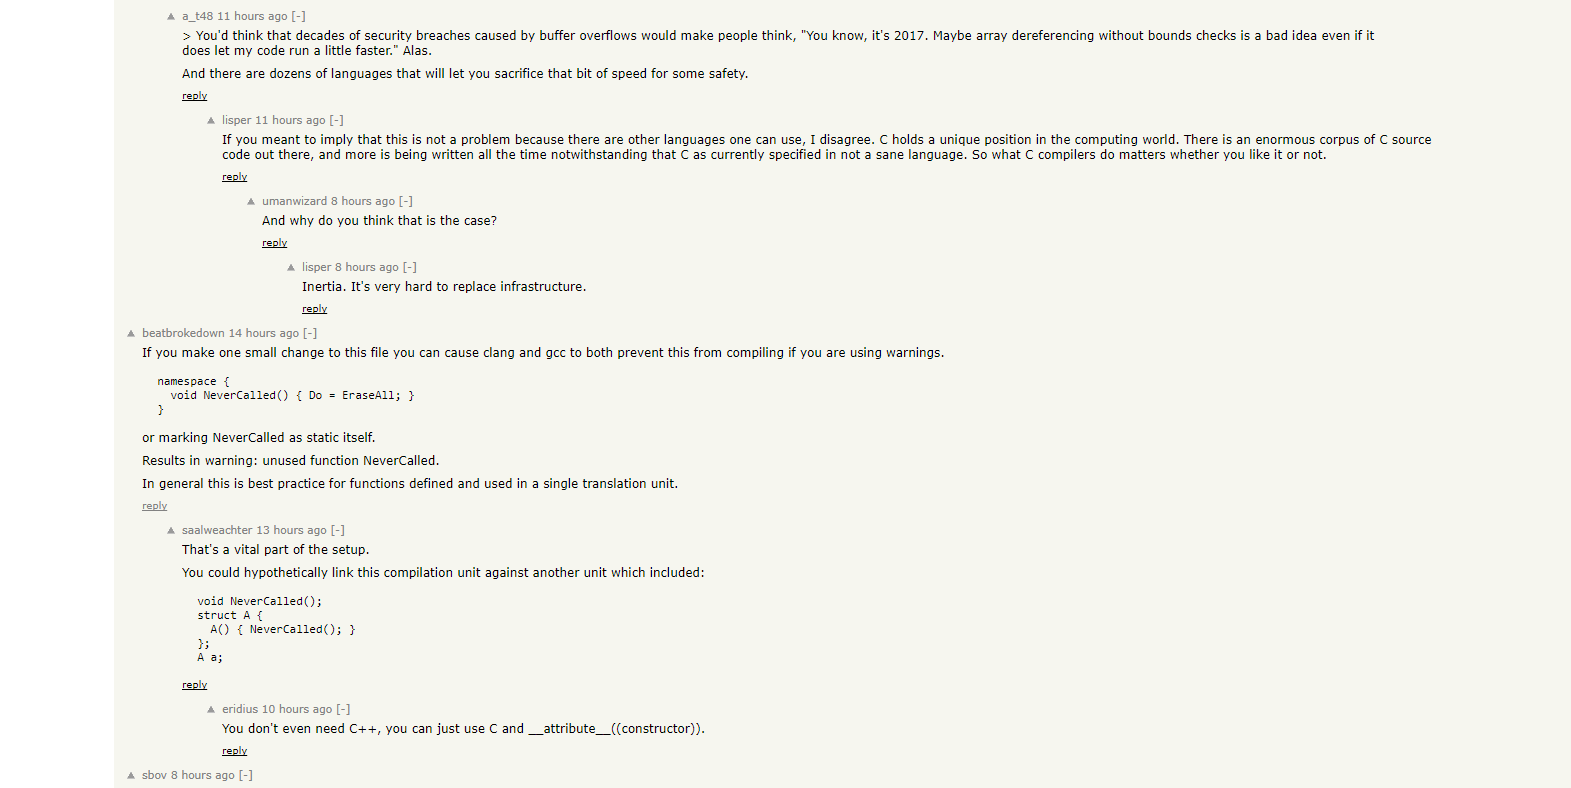 ▲ a_t48 11 hours ago [-]
> You'd think that decades of security breaches caused by buffer overflows would make people think, "You know, it's 2017. Maybe array dereferencing without bounds checks is a bad idea even if it
does let my code run a little faster." Alas.
And there are dozens of languages that will let you sacrifice that bit of speed for some safety.
reply
▲ lisper 11 hours ago [-]
If you meant to imply that this is not a problem because there are other languages one can use, I disagree. C holds a unique position in the computing world. There is an enormous corpus of C source
code out there, and more is being written all the time notwithstanding that C as currently specified in not a sane language. So what C compilers do matters whether you like it or not.
reply
▲ umanwizard 8 hours ago [-]
And why do you think that is the case?
reply
▲ lisper 8 hours ago [-]
Inertia. It's very hard to replace infrastructure.
reply
▲ beatbrokedown 14 hours ago [-]
If you make one small change to this file you can cause clang and gcc to both prevent this from compiling if you are using warnings.
namespace {
  void NeverCalled() { Do = EraseAll; }
}
or marking NeverCalled as static itself.
Results in warning: unused function NeverCalled.
In general this is best practice for functions defined and used in a single translation unit.
reply
▲ saalweachter 13 hours ago [-]
That's a vital part of the setup.
You could hypothetically link this compilation unit against another unit which included:
void NeverCalled();
struct A {
  A() { NeverCalled(); }
};
A a;
reply
▲ eridius 10 hours ago [-]
You don't even need C++, you can just use C and __attribute__((constructor)).
reply
▲ sbov 8 hours ago [-]